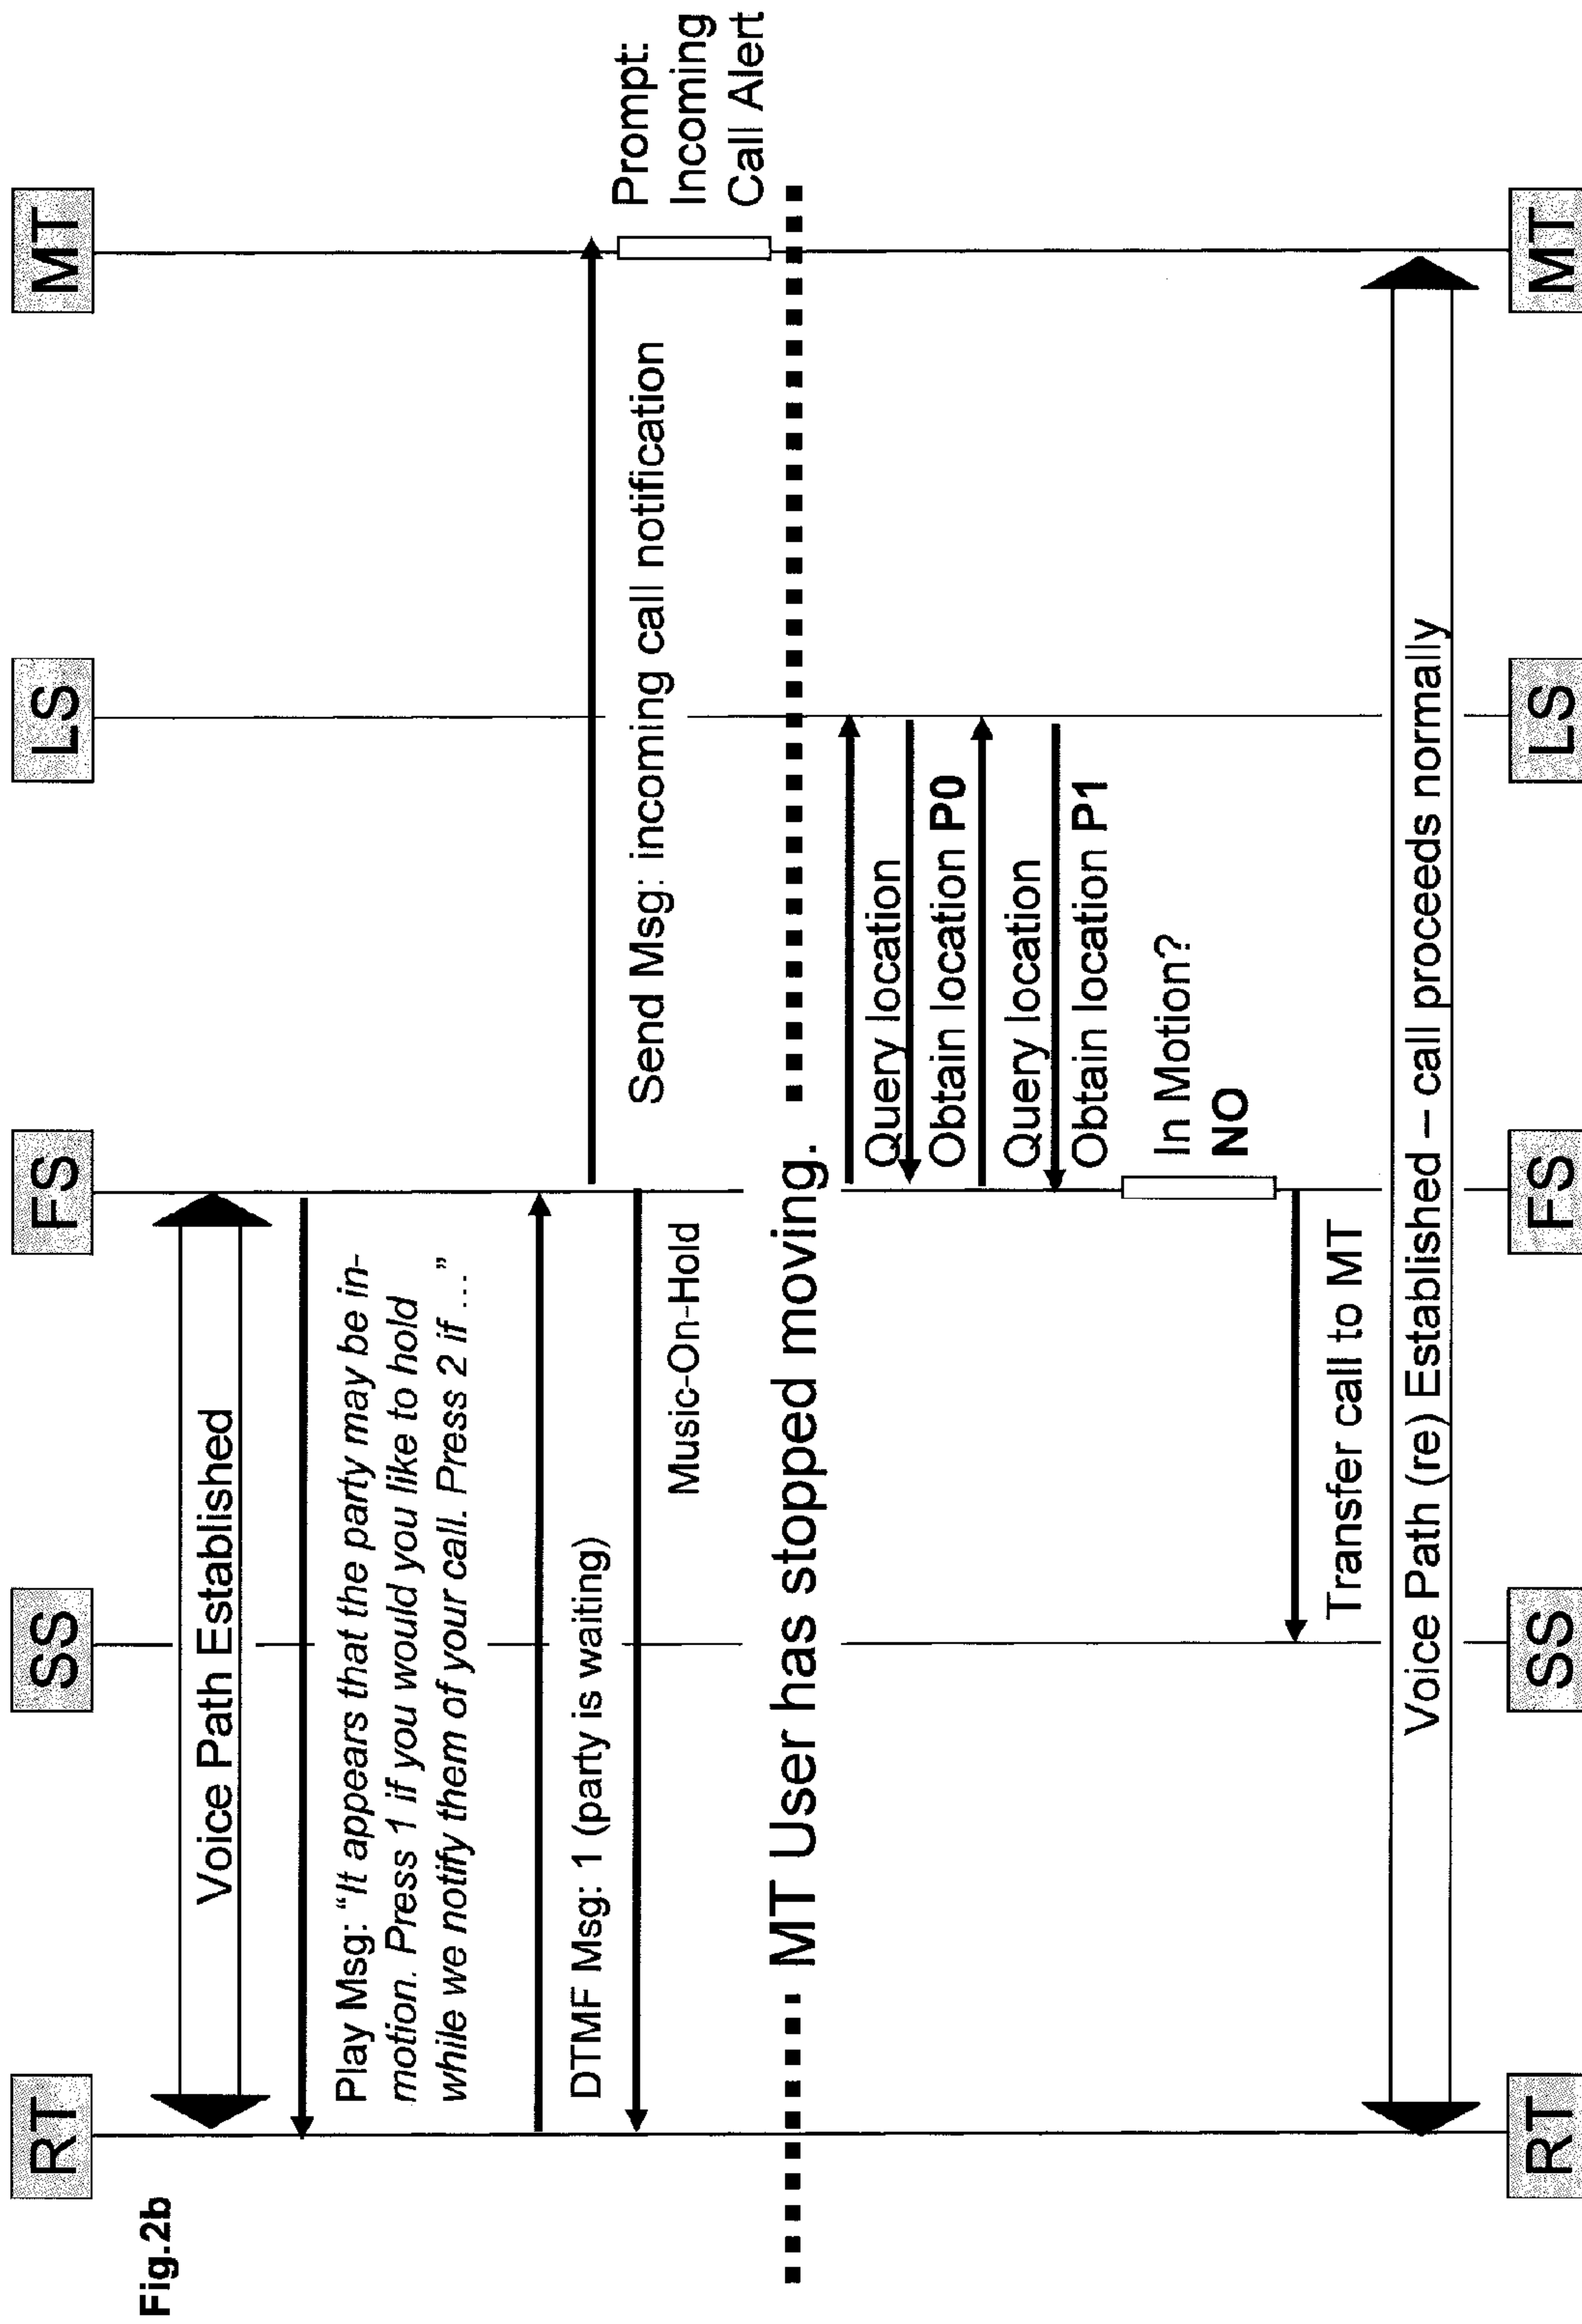 Fig.2b
RT
SS
FS
LS
MT
Voice Path Established
Play Msg: "It appears that the party may be in-
motion. Press 1 if you would you like to hold
while we notify them of your call. Press 2 if ..."
DTMF Msg: 1 (party is waiting)
Send Msg: incoming call notification
Prompt:
Incoming
Call Alert
Music-On-Hold
MT User has stopped moving.
Query location
Obtain location P0
Query location
Obtain location P1
In Motion?
NO
Transfer call to MT
Voice Path (re) Established – call proceeds normally
RT
SS
FS
LS
MT